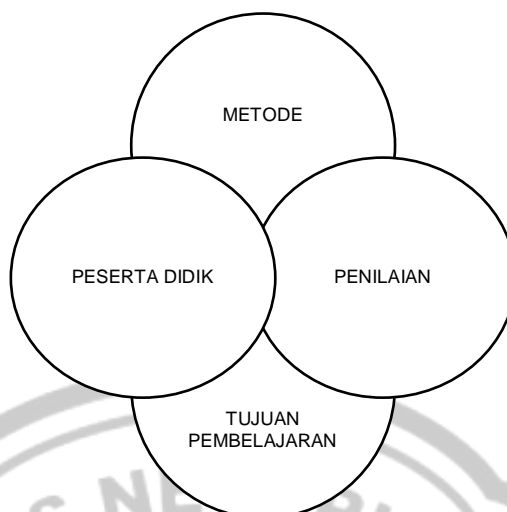 METODE
PESERTA DIDIK
PENILAIAN
TUJUAN
PEMBELAJARAN